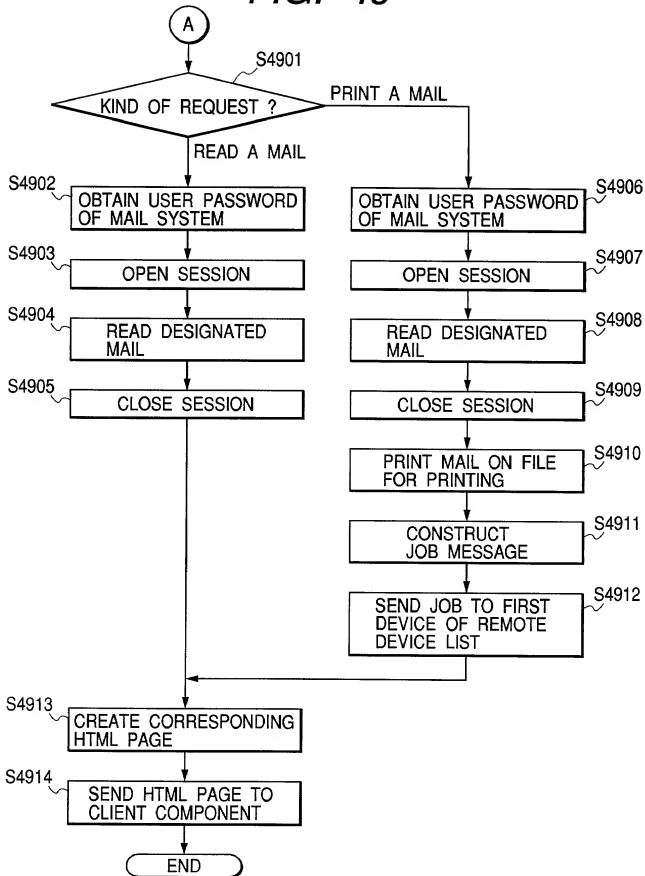 A
S4901
KIND OF REQUEST ?
PRINT A MAIL
READ A MAIL
S4902
OBTAIN USER PASSWORD
OF MAIL SYSTEM
S4903
OPEN SESSION
S4904
READ DESIGNATED
MAIL
S4905
CLOSE SESSION
S4906
OBTAIN USER PASSWORD
OF MAIL SYSTEM
S4907
OPEN SESSION
S4908
READ DESIGNATED
MAIL
S4909
CLOSE SESSION
S4910
PRINT MAIL ON FILE
FOR PRINTING
S4911
CONSTRUCT
JOB MESSAGE
S4912
SEND JOB TO FIRST
DEVICE OF REMOTE
DEVICE LIST
S4913
CREATE CORRESPONDING
HTML PAGE
S4914
SEND HTML PAGE TO
CLIENT COMPONENT
END